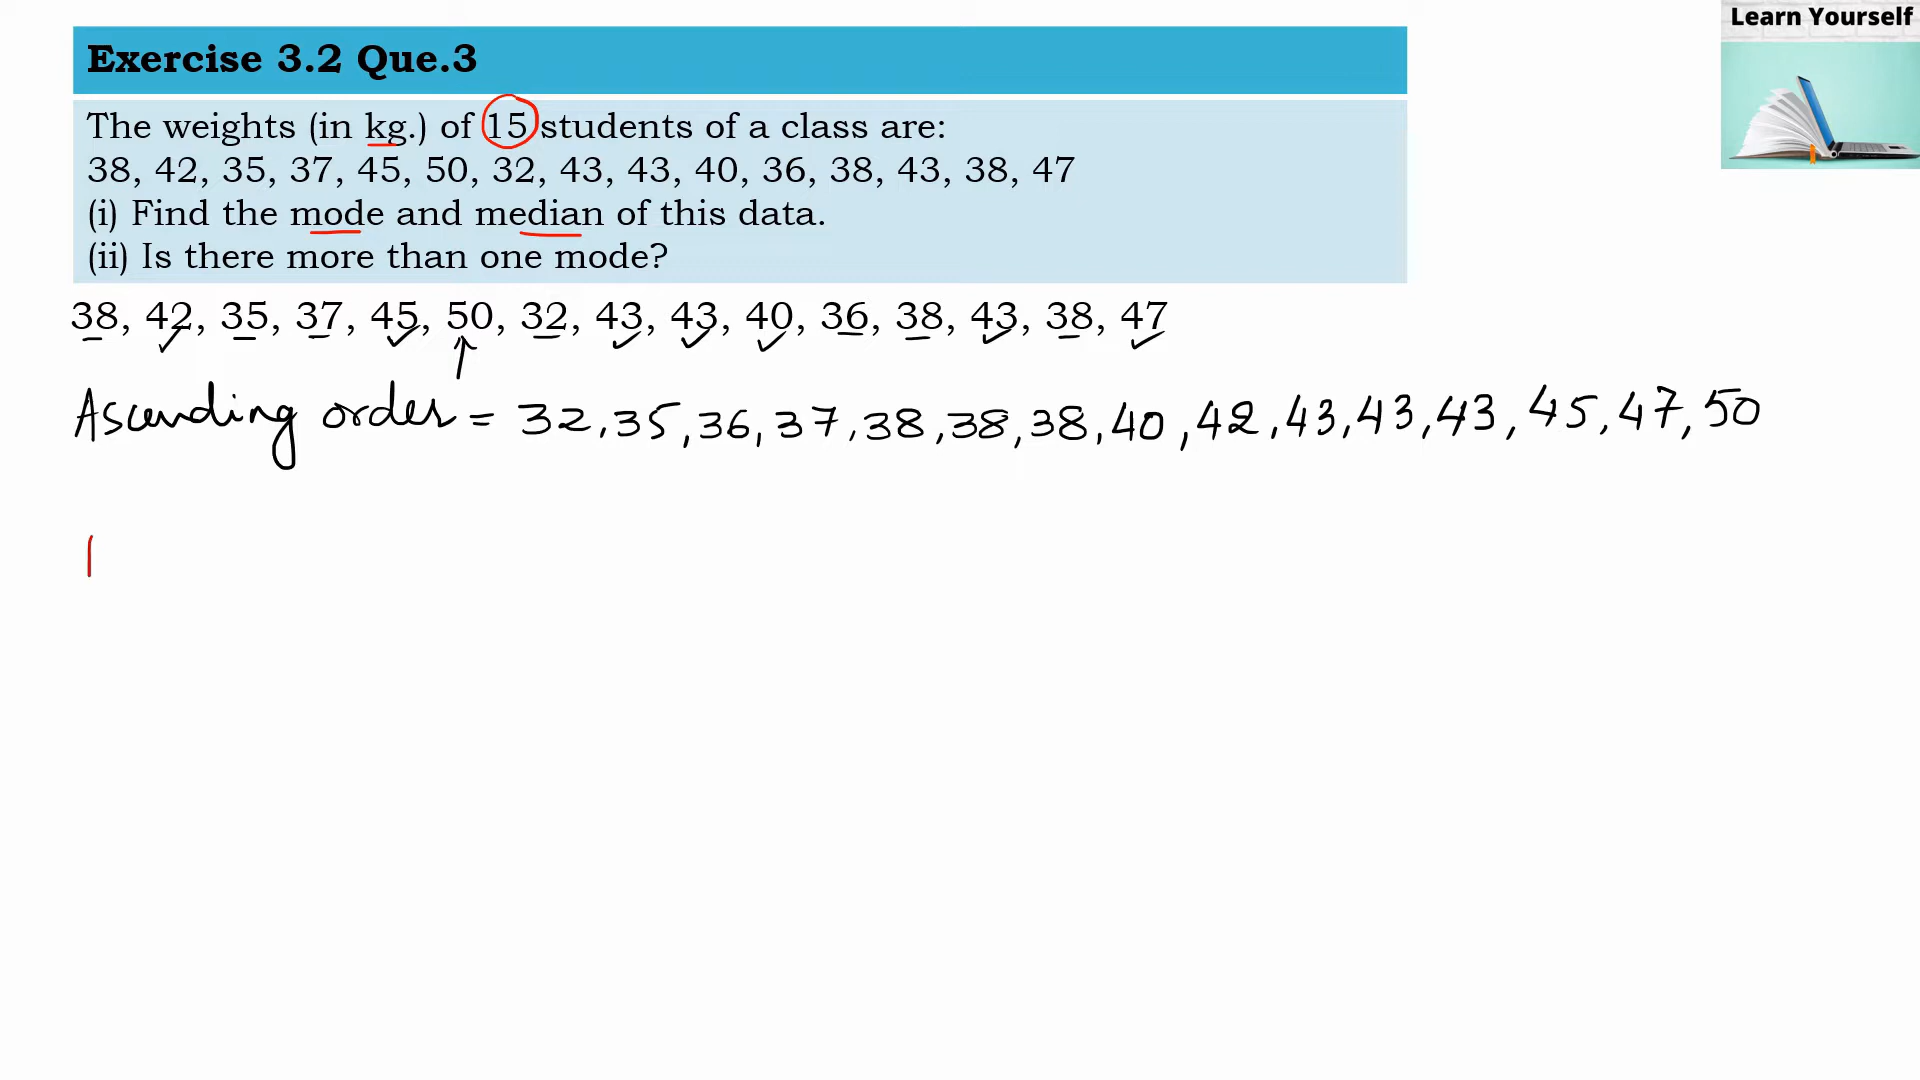 Learn Yourself
Exercise 3.2 Que.3
The weights (in kg.) of 15 students of a class are:
38, 42, 35, 37, 45, 50, 32, 43, 43, 40, 36, 38, 43, 38, 47
(i) Find the mode and median of this data.
(ii) Is there more than one mode?
38, 42, 35, 37, 45, 50, 32, 43, 43, 40, 36, 38, 43, 38, 47
Ascending order = 32, 35, 36, 37, 38, 38, 38, 40, 42, 43, 43, 43, 45, 47, 50